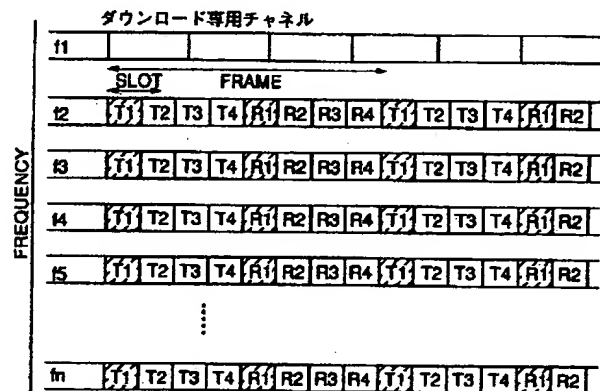 ダウンロード専用チャネル
f1
SLOT FRAME
f2 T1 T2 T3 T4 R1 R2 R3 R4 T1 T2 T3 T4 R1 R2
f3 T1 T2 T3 T4 R1 R2 R3 R4 T1 T2 T3 T4 R1 R2
f4 T1 T2 T3 T4 R1 R2 R3 R4 T1 T2 T3 T4 R1 R2
f5 T1 T2 T3 T4 R1 R2 R3 R4 T1 T2 T3 T4 R1 R2
fn T1 T2 T3 T4 R1 R2 R3 R4 T1 T2 T3 T4 R1 R2
FREQUENCY